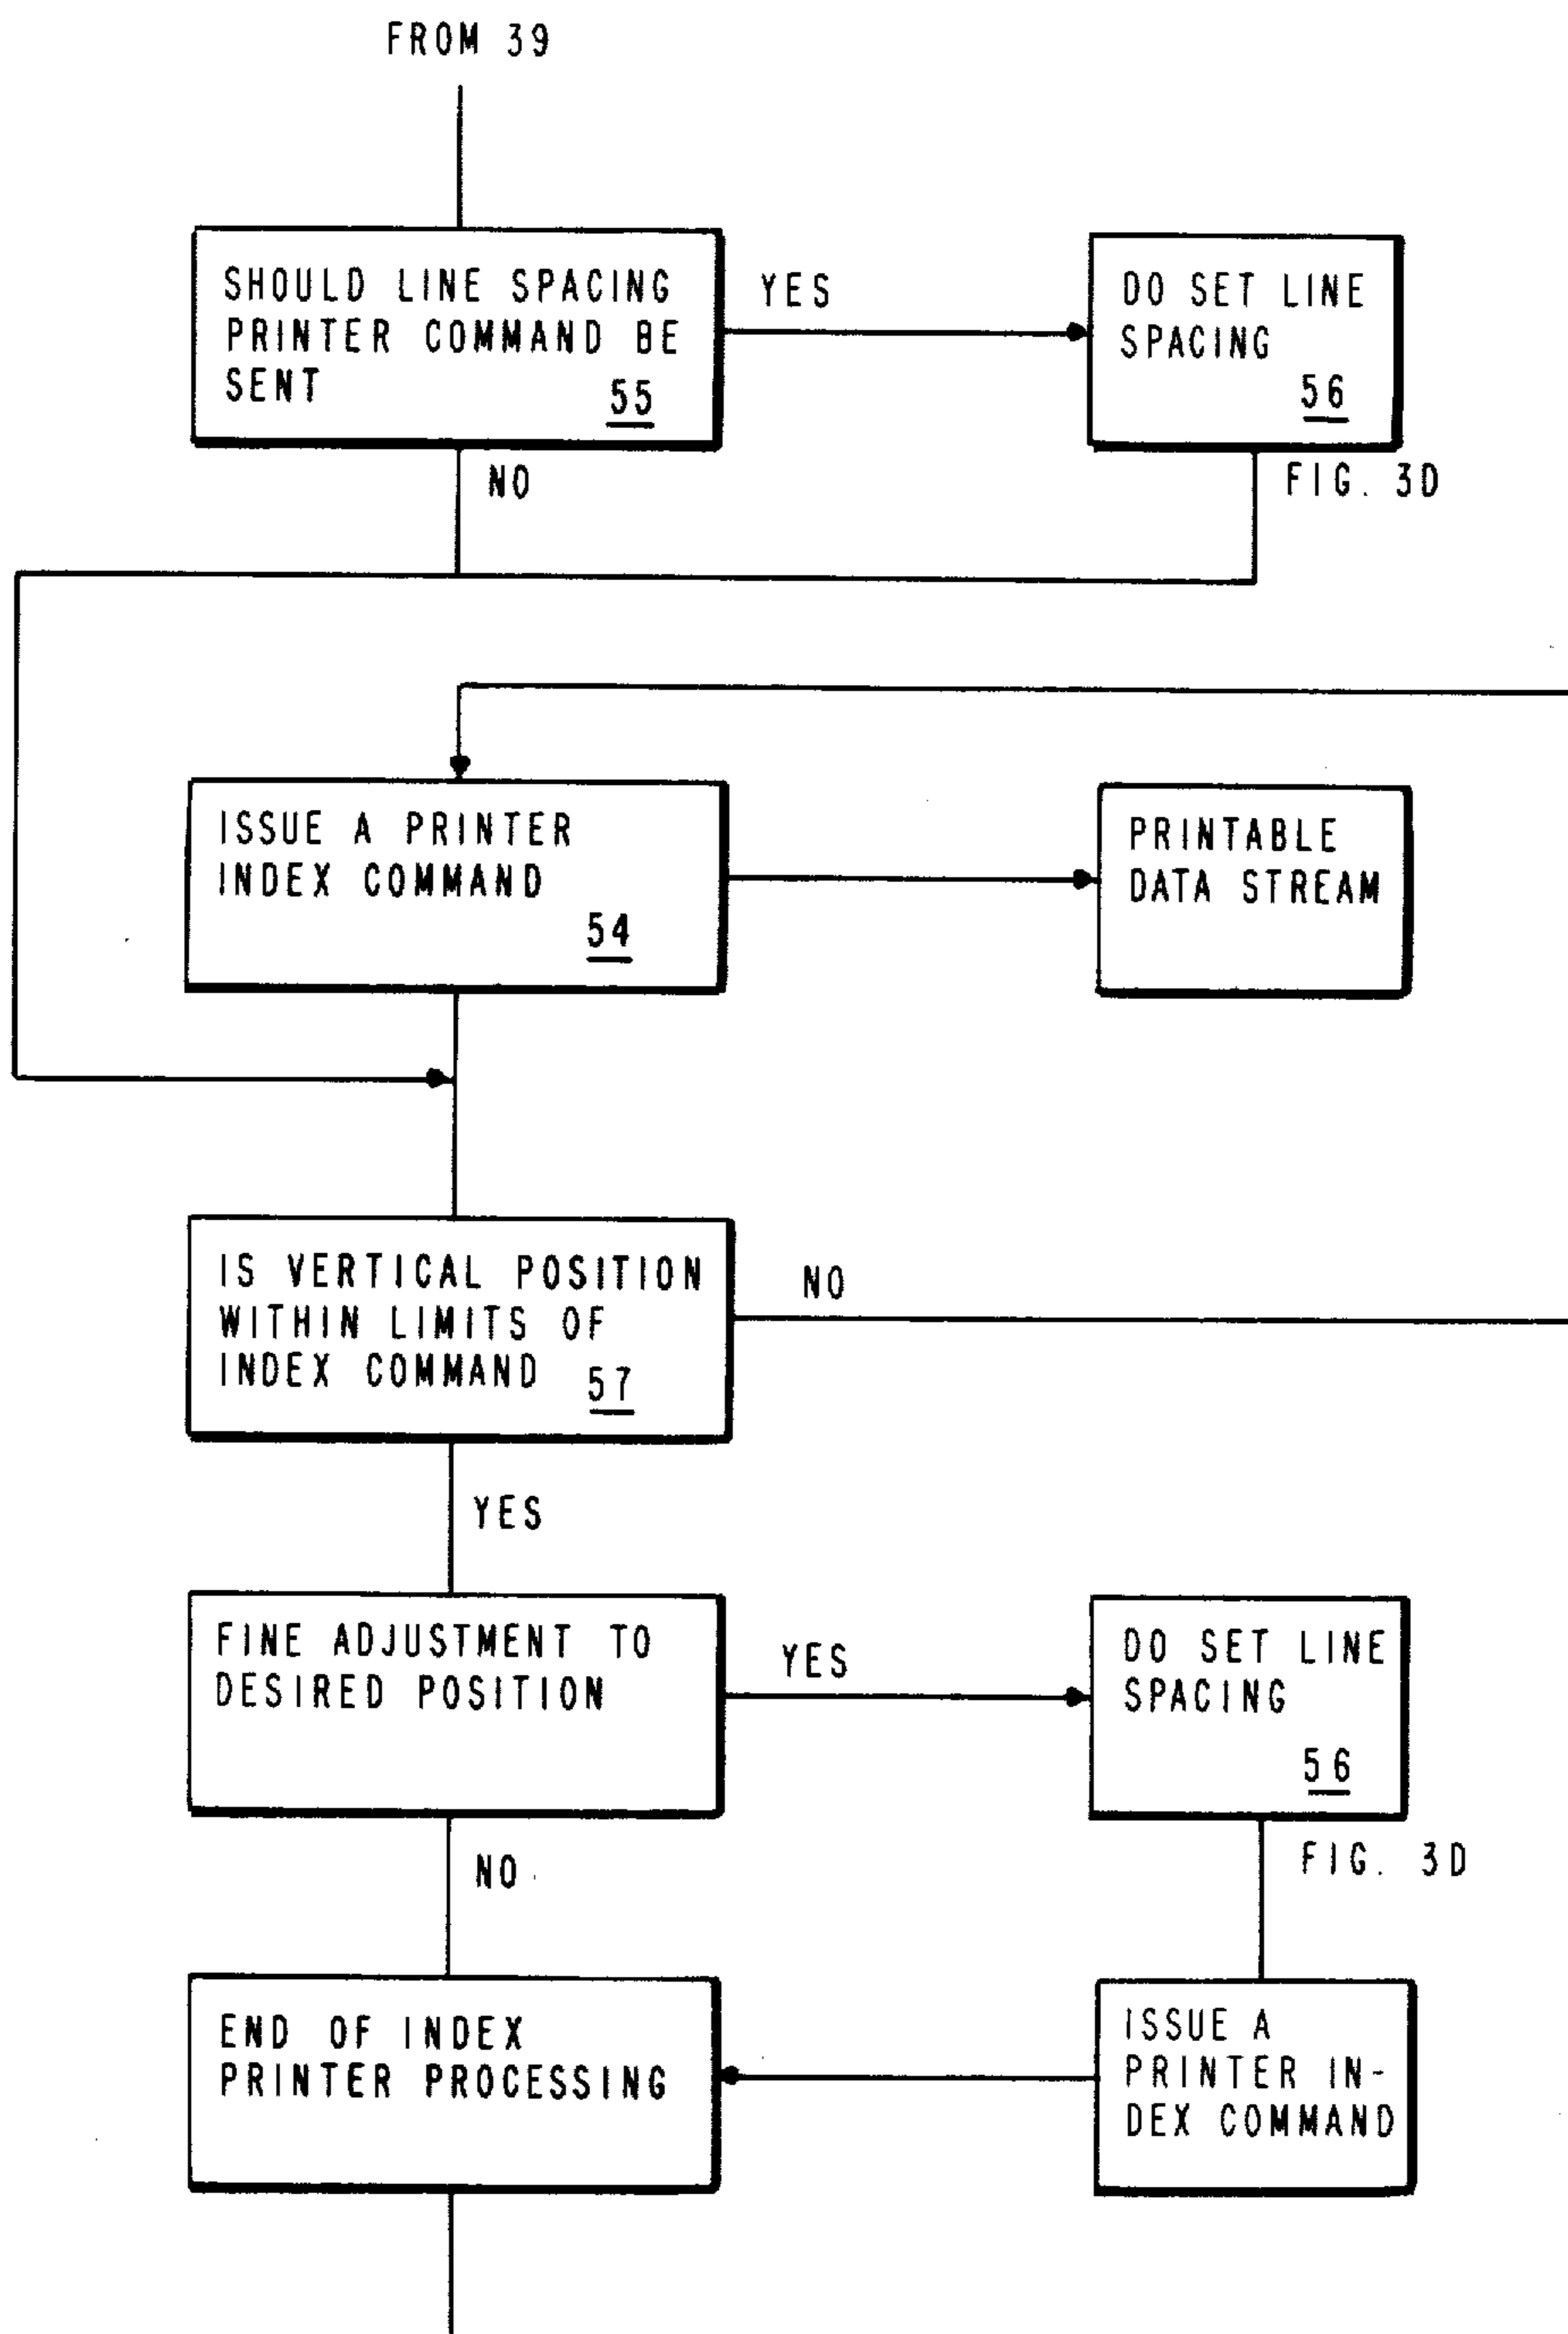 FROM 39
SHOULD LINE SPACING
PRINTER COMMAND BE
SENT
55
YES
DO SET LINE
SPACING
56
NO
FIG. 3D
ISSUE A PRINTER
INDEX COMMAND
54
PRINTABLE
DATA STREAM
IS VERTICAL POSITION
WITHIN LIMITS OF
INDEX COMMAND
57
NO
YES
FINE ADJUSTMENT TO
DESIRED POSITION
YES
DO SET LINE
SPACING
56
NO
FIG. 3D
END OF INDEX
PRINTER PROCESSING
ISSUE A
PRINTER IN-
DEX COMMAND